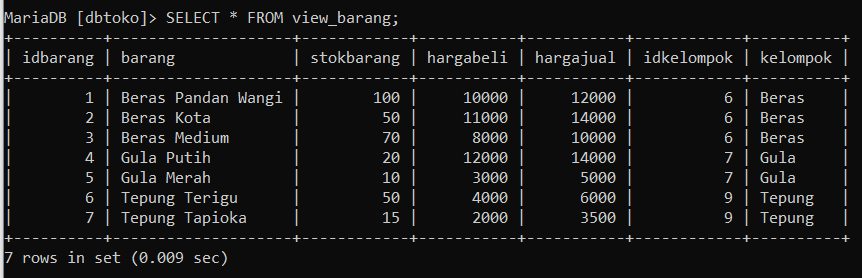 MariaDB [dbtoko]> SELECT * FROM view_barang;
+----------+--------------------+------------+-----------+-----------+------------+----------+
| idbarang | barang             | stokbarang | hargabeli | hargajual | idkelompok | kelompok |
+----------+--------------------+------------+-----------+-----------+------------+----------+
|        1 | Beras Pandan Wangi |        100 |     10000 |     12000 |          6 | Beras    |
|        2 | Beras Kota         |         50 |     11000 |     14000 |          6 | Beras    |
|        3 | Beras Medium       |         70 |      8000 |     10000 |          6 | Beras    |
|        4 | Gula Putih         |         20 |     12000 |     14000 |          7 | Gula     |
|        5 | Gula Merah         |         10 |      3000 |      5000 |          7 | Gula     |
|        6 | Tepung Terigu      |         50 |      4000 |      6000 |          9 | Tepung   |
|        7 | Tepung Tapioka     |         15 |      2000 |      3500 |          9 | Tepung   |
+----------+--------------------+------------+-----------+-----------+------------+----------+
7 rows in set (0.009 sec)